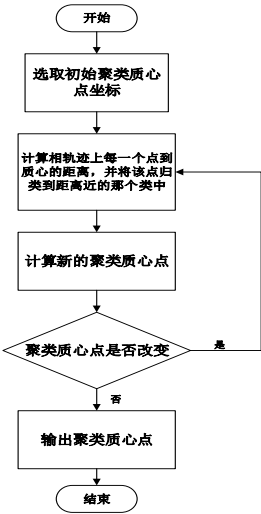 开始
选取初始聚类质心
点坐标
计算相轨迹上每一个点到
质心的距离，并将该点归
类到距离近的那个类中
计算新的聚类质心点
聚类质心点是否改变
是
否
输出聚类质心点
结束